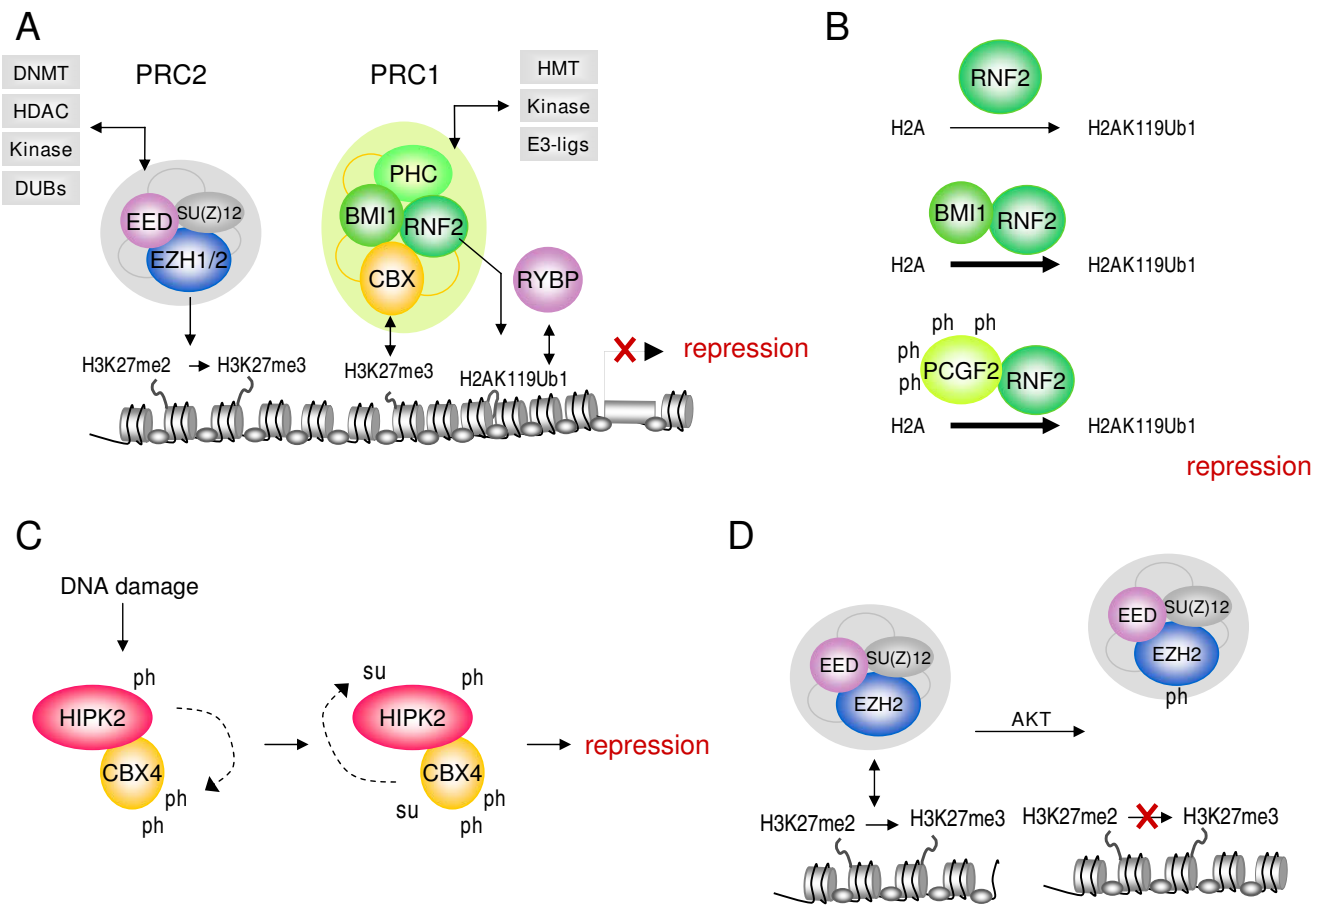 A
DNMT
HDAC
Kinase
DUBs
PRC2
EED
SU(Z)12
EZH1/2
H3K27me2
H3K27me3
PRC1
HMT
Kinase
E3-ligs
PHC
BMI1
RNF2
CBX
RYBP
H3K27me3
H2AK119Ub1
repression
B
RNF2
H2A
H2AK119Ub1
BMI1
RNF2
H2A
H2AK119Ub1
ph
ph
ph
ph
PCGF2
RNF2
H2A
H2AK119Ub1
repression
C
DNA damage
ph
HIPK2
CBX4
ph
ph
su
ph
HIPK2
CBX4
su
ph
ph
repression
D
EED
SU(Z)12
EZH2
H3K27me2
H3K27me3
AKT
EED
SU(Z)12
EZH2
ph
H3K27me2
H3K27me3